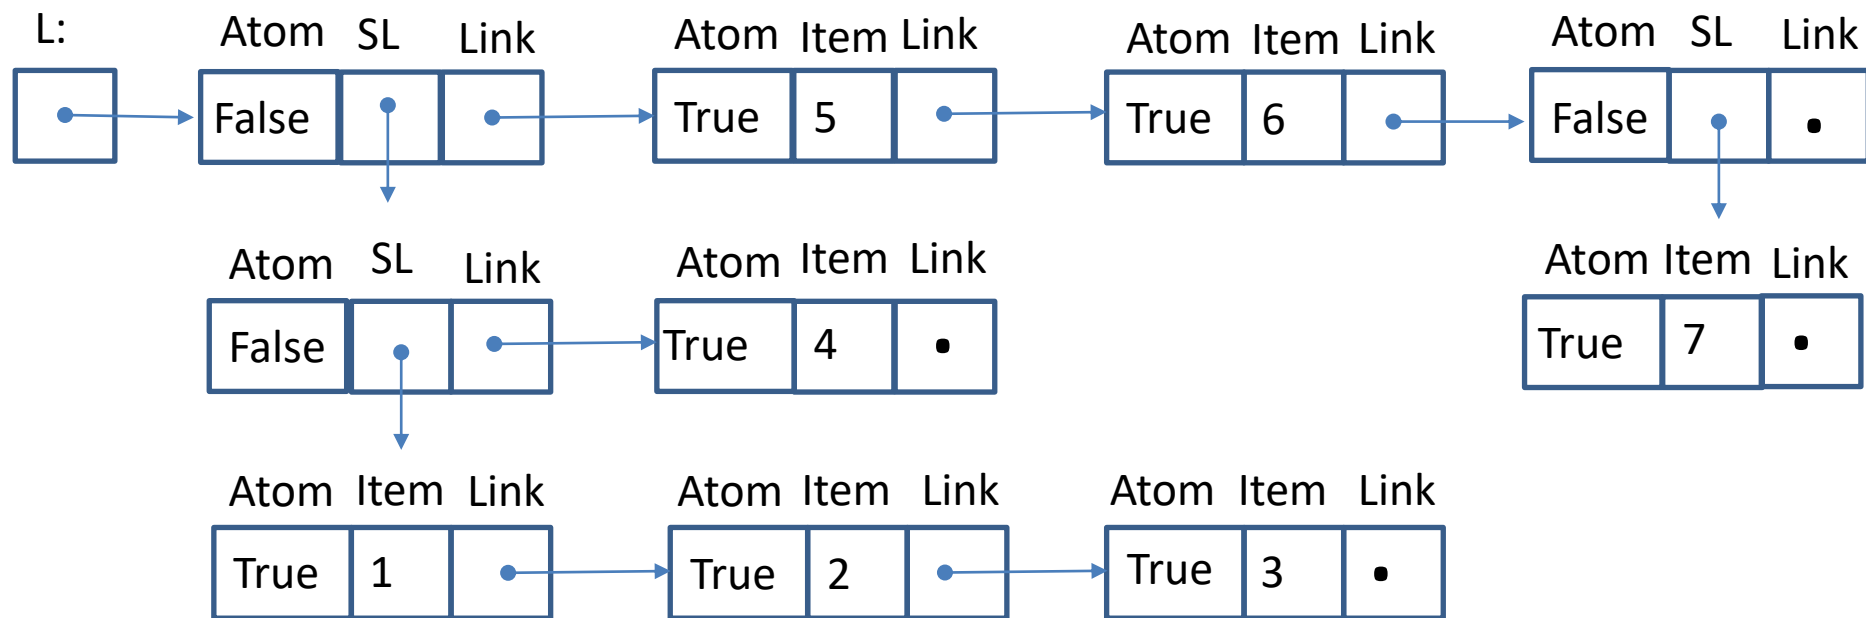 L: Atom SL Link Atom Item Link Atom Item Link Atom SL Link
False True 5 True 6 False
Atom SL Link Atom Item Link Atom Item Link
False True 4 True 7
Atom Item Link Atom Item Link Atom Item Link
True 1 True 2 True 3